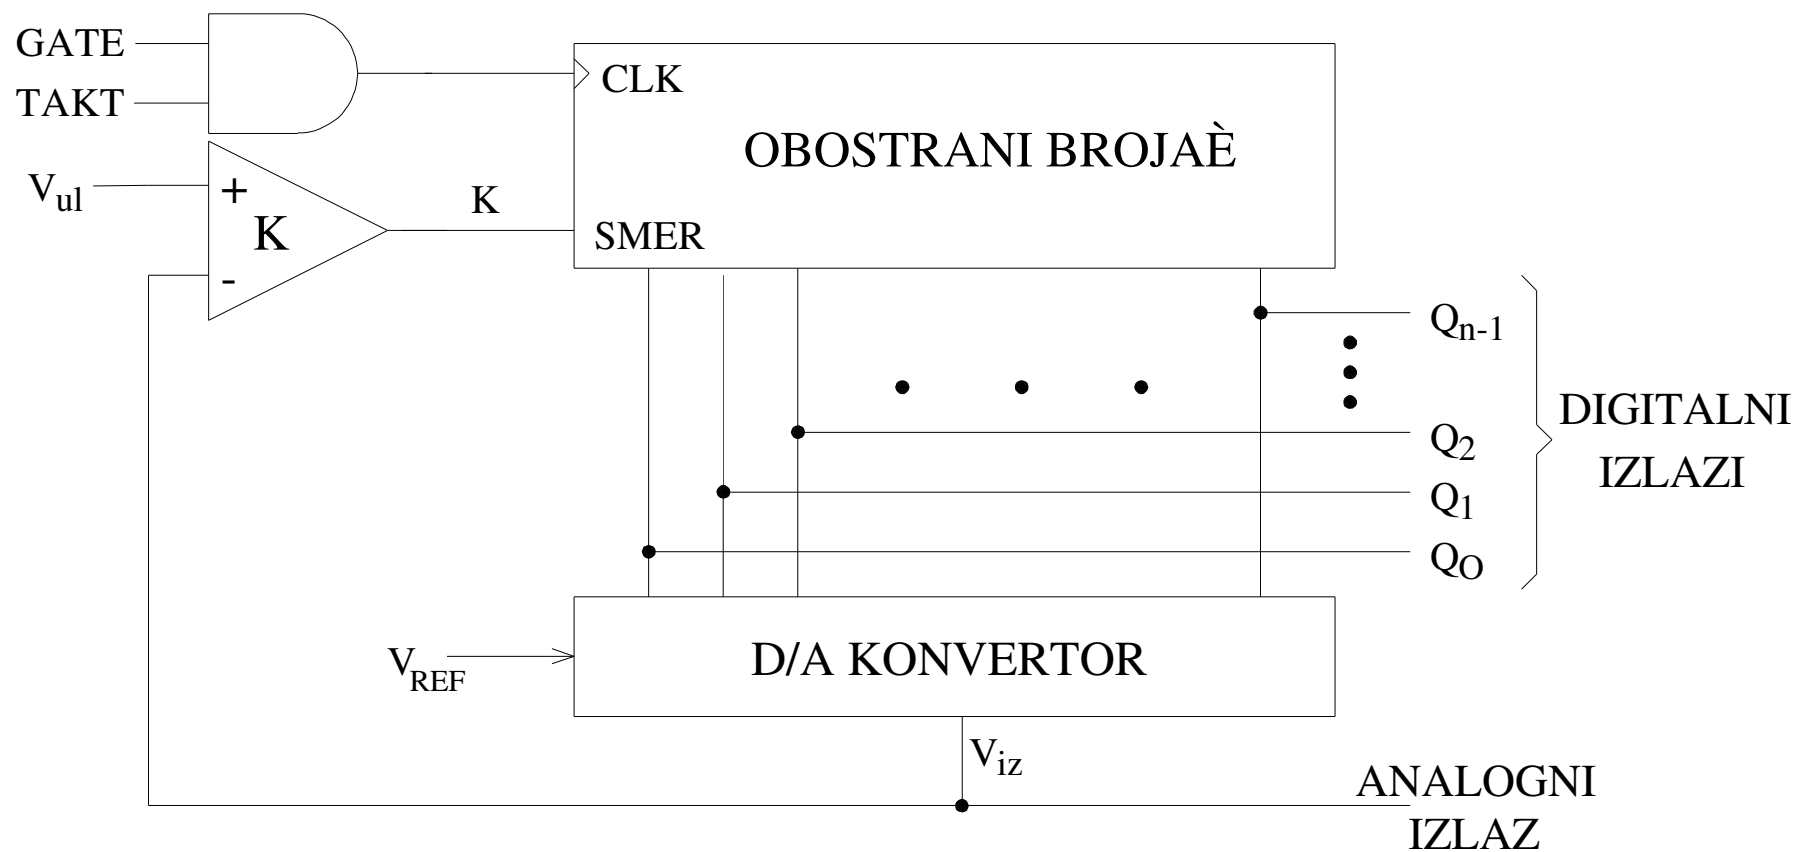 GATE
TAKT
CLK
OBOSTRANI BROJAÈ
V_ul
+
K
-
K
SMER
Q_n-1
Q_2
Q_1
Q_O
DIGITALNI
IZLAZI
V_REF
D/A KONVERTOR
V_iz
ANALOGNI
IZLAZ